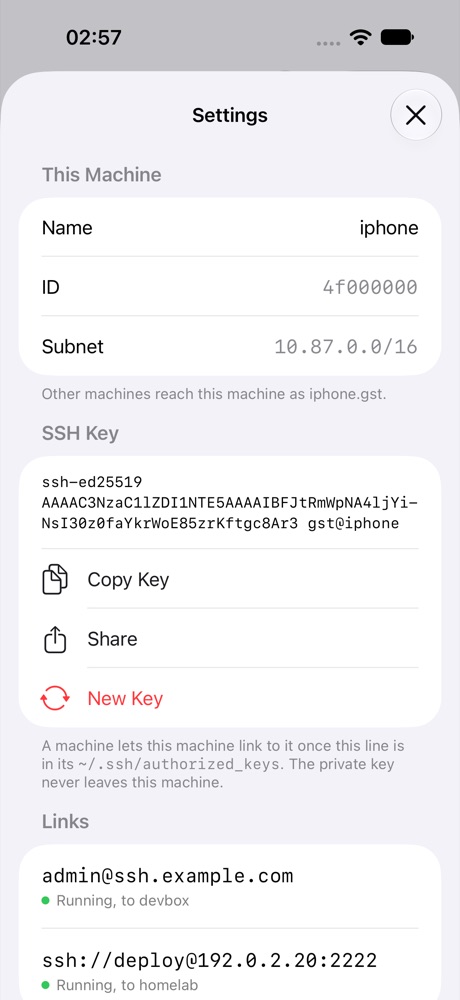 02:57
Settings
This Machine
Name iphone
ID 4f000000
Subnet 10.87.0.0/16
Other machines reach this machine as iphone.gst.
SSH Key
ssh-ed25519
AAAAC3NzaC1lZDI1NTE5AAAAIBFJtRmWpNA4ljYi-
NsI30z0faYkrWoE85zrKftgc8Ar3 gst@iphone
Copy Key
Share
New Key
A machine lets this machine link to it once this line is
in its ~/.ssh/authorized_keys. The private key
never leaves this machine.
Links
admin@ssh.example.com
Running, to devbox
ssh://deploy@192.0.2.20:2222
Running, to homelab